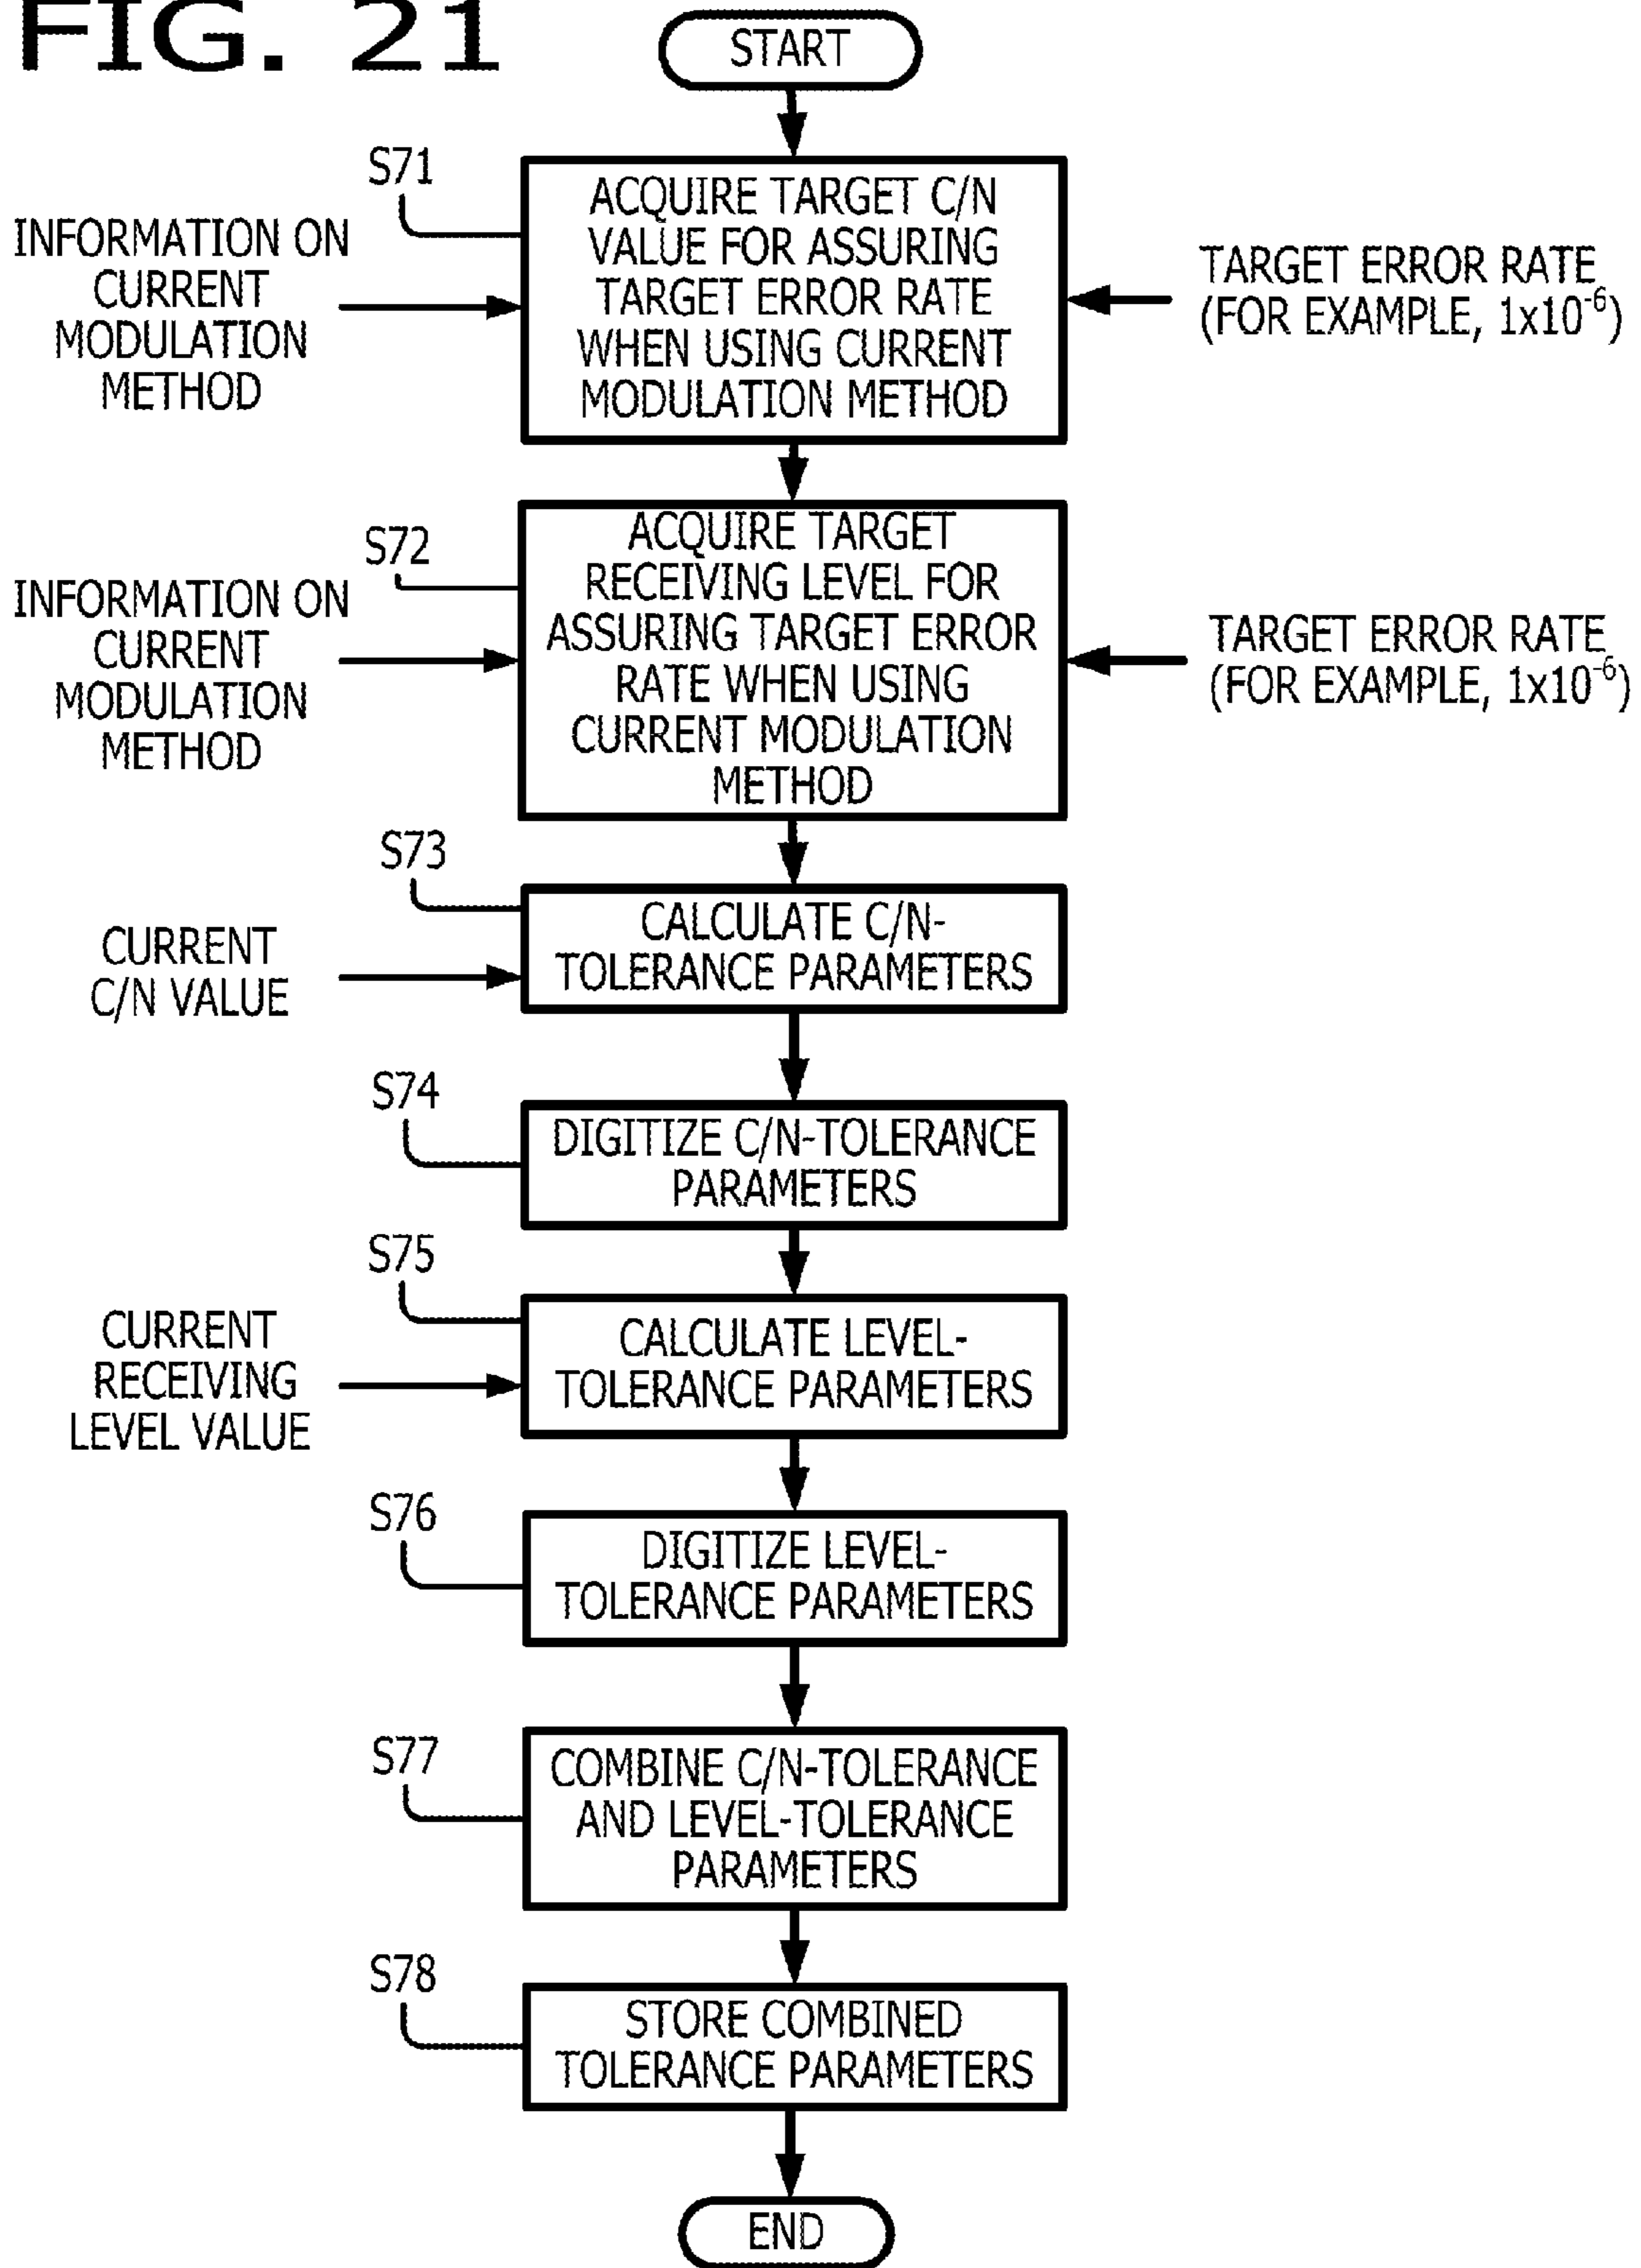 FIG. 21
START
S71
INFORMATION ON
CURRENT
MODULATION
METHOD
ACQUIRE TARGET C/N
VALUE FOR ASSURING
TARGET ERROR RATE
WHEN USING CURRENT
MODULATION METHOD
TARGET ERROR RATE
(FOR EXAMPLE, 1x10⁻⁶)
S72
INFORMATION ON
CURRENT
MODULATION
METHOD
ACQUIRE TARGET
RECEIVING LEVEL FOR
ASSURING TARGET ERROR
RATE WHEN USING
CURRENT MODULATION
METHOD
TARGET ERROR RATE
(FOR EXAMPLE, 1x10⁻⁶)
S73
CURRENT
C/N VALUE
CALCULATE C/N-
TOLERANCE PARAMETERS
S74
DIGITIZE C/N-TOLERANCE
PARAMETERS
S75
CURRENT
RECEIVING
LEVEL VALUE
CALCULATE LEVEL-
TOLERANCE PARAMETERS
S76
DIGITIZE LEVEL-
TOLERANCE PARAMETERS
S77
COMBINE C/N-TOLERANCE
AND LEVEL-TOLERANCE
PARAMETERS
S78
STORE COMBINED
TOLERANCE PARAMETERS
END